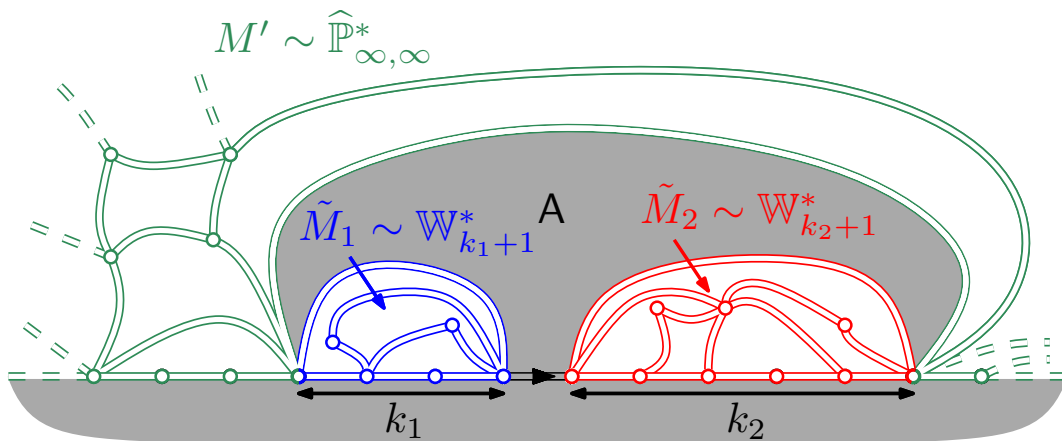 M′ ∼ ℙ̂*∞,∞
A
M̃₁ ∼ 𝕎*ₖ₁₊₁
M̃₂ ∼ 𝕎*ₖ₂₊₁
k₁
k₂